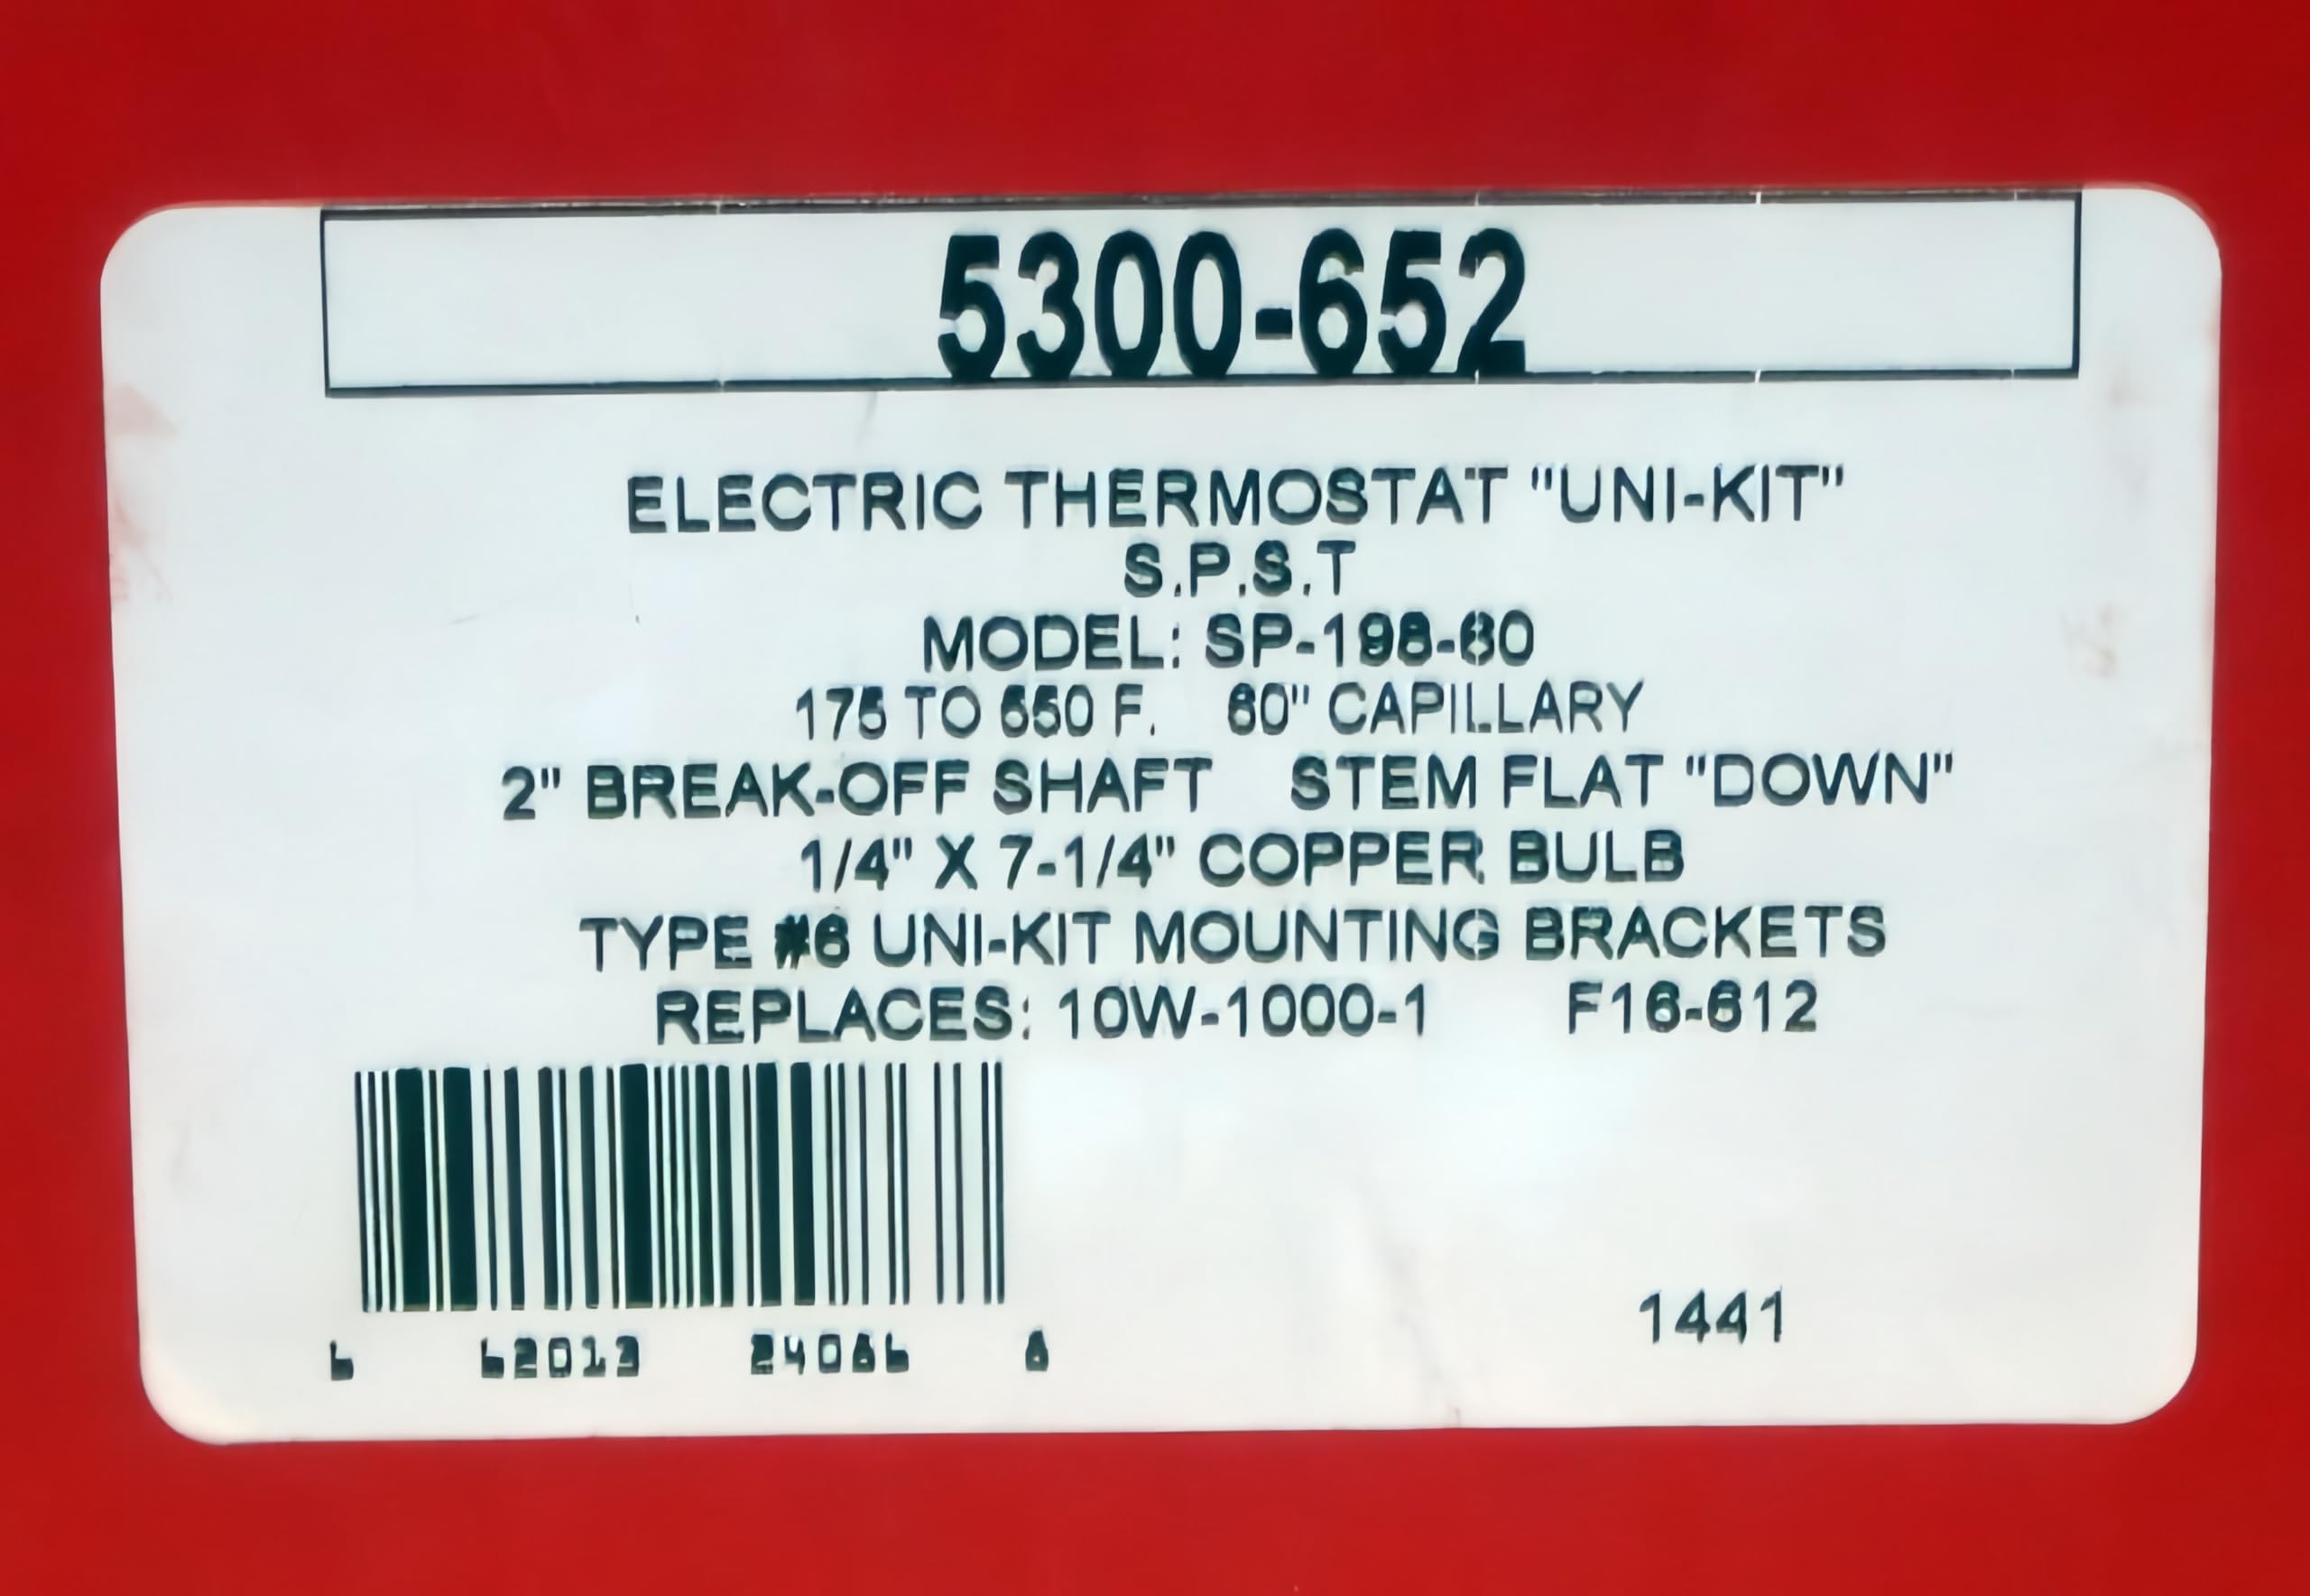 5300-652
ELECTRIC THERMOSTAT "UNI-KIT"
S.P.S.T
MODEL: SP-198-60
175 TO 550 F. 60" CAPILLARY
2" BREAK-OFF SHAFT STEM FLAT "DOWN"
1/4" X 7-1/4" COPPER BULB
TYPE #6 UNI-KIT MOUNTING BRACKETS
REPLACES: 10W-1000-1 F16-612
6 62013 24086 8
1441